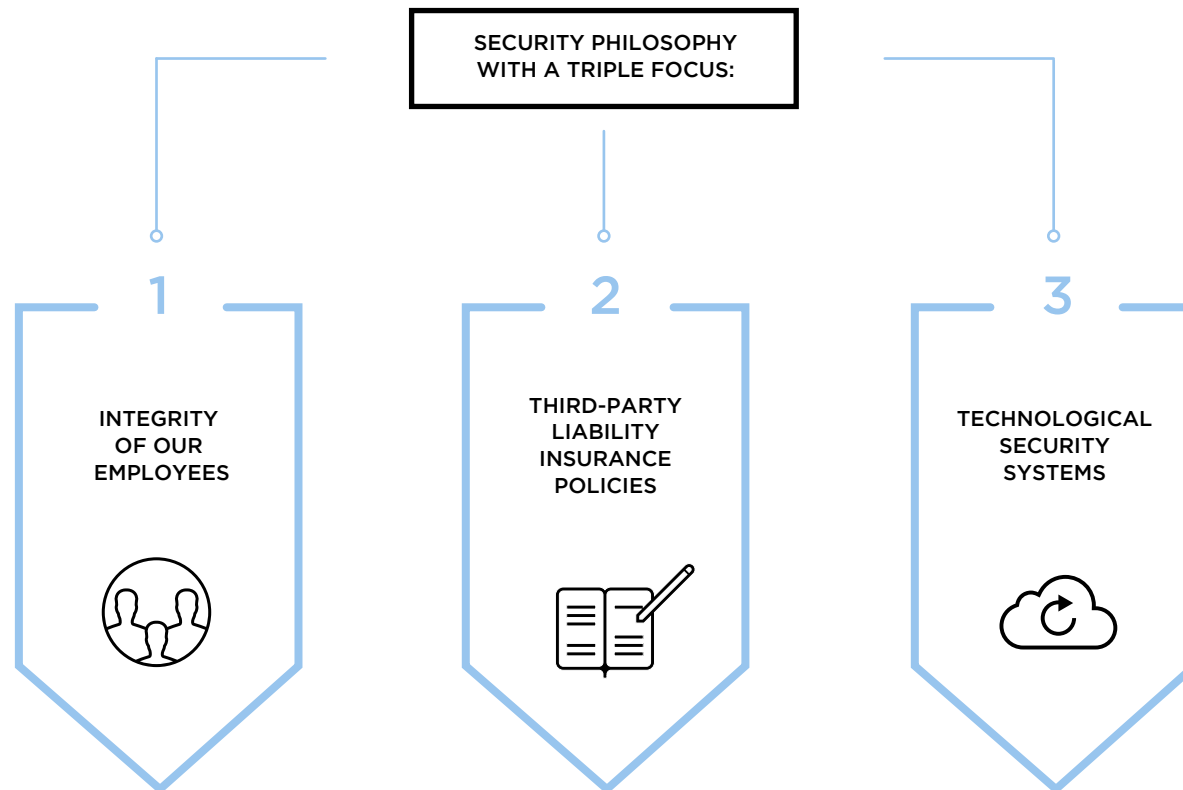 SECURITY PHILOSOPHY
WITH A TRIPLE FOCUS:
1
INTEGRITY
OF OUR
EMPLOYEES
2
THIRD-PARTY
LIABILITY
INSURANCE
POLICIES
3
TECHNOLOGICAL
SECURITY
SYSTEMS